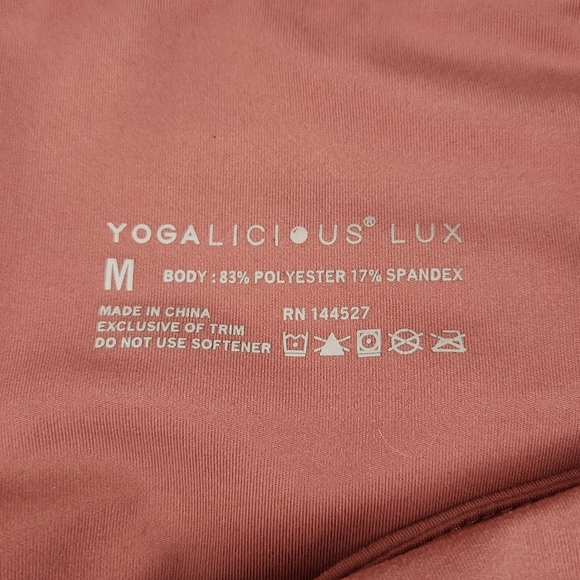 YOGALICIOUS® LUX
M BODY : 83% POLYESTER 17% SPANDEX
MADE IN CHINA RN 144527
EXCLUSIVE OF TRIM
DO NOT USE SOFTENER